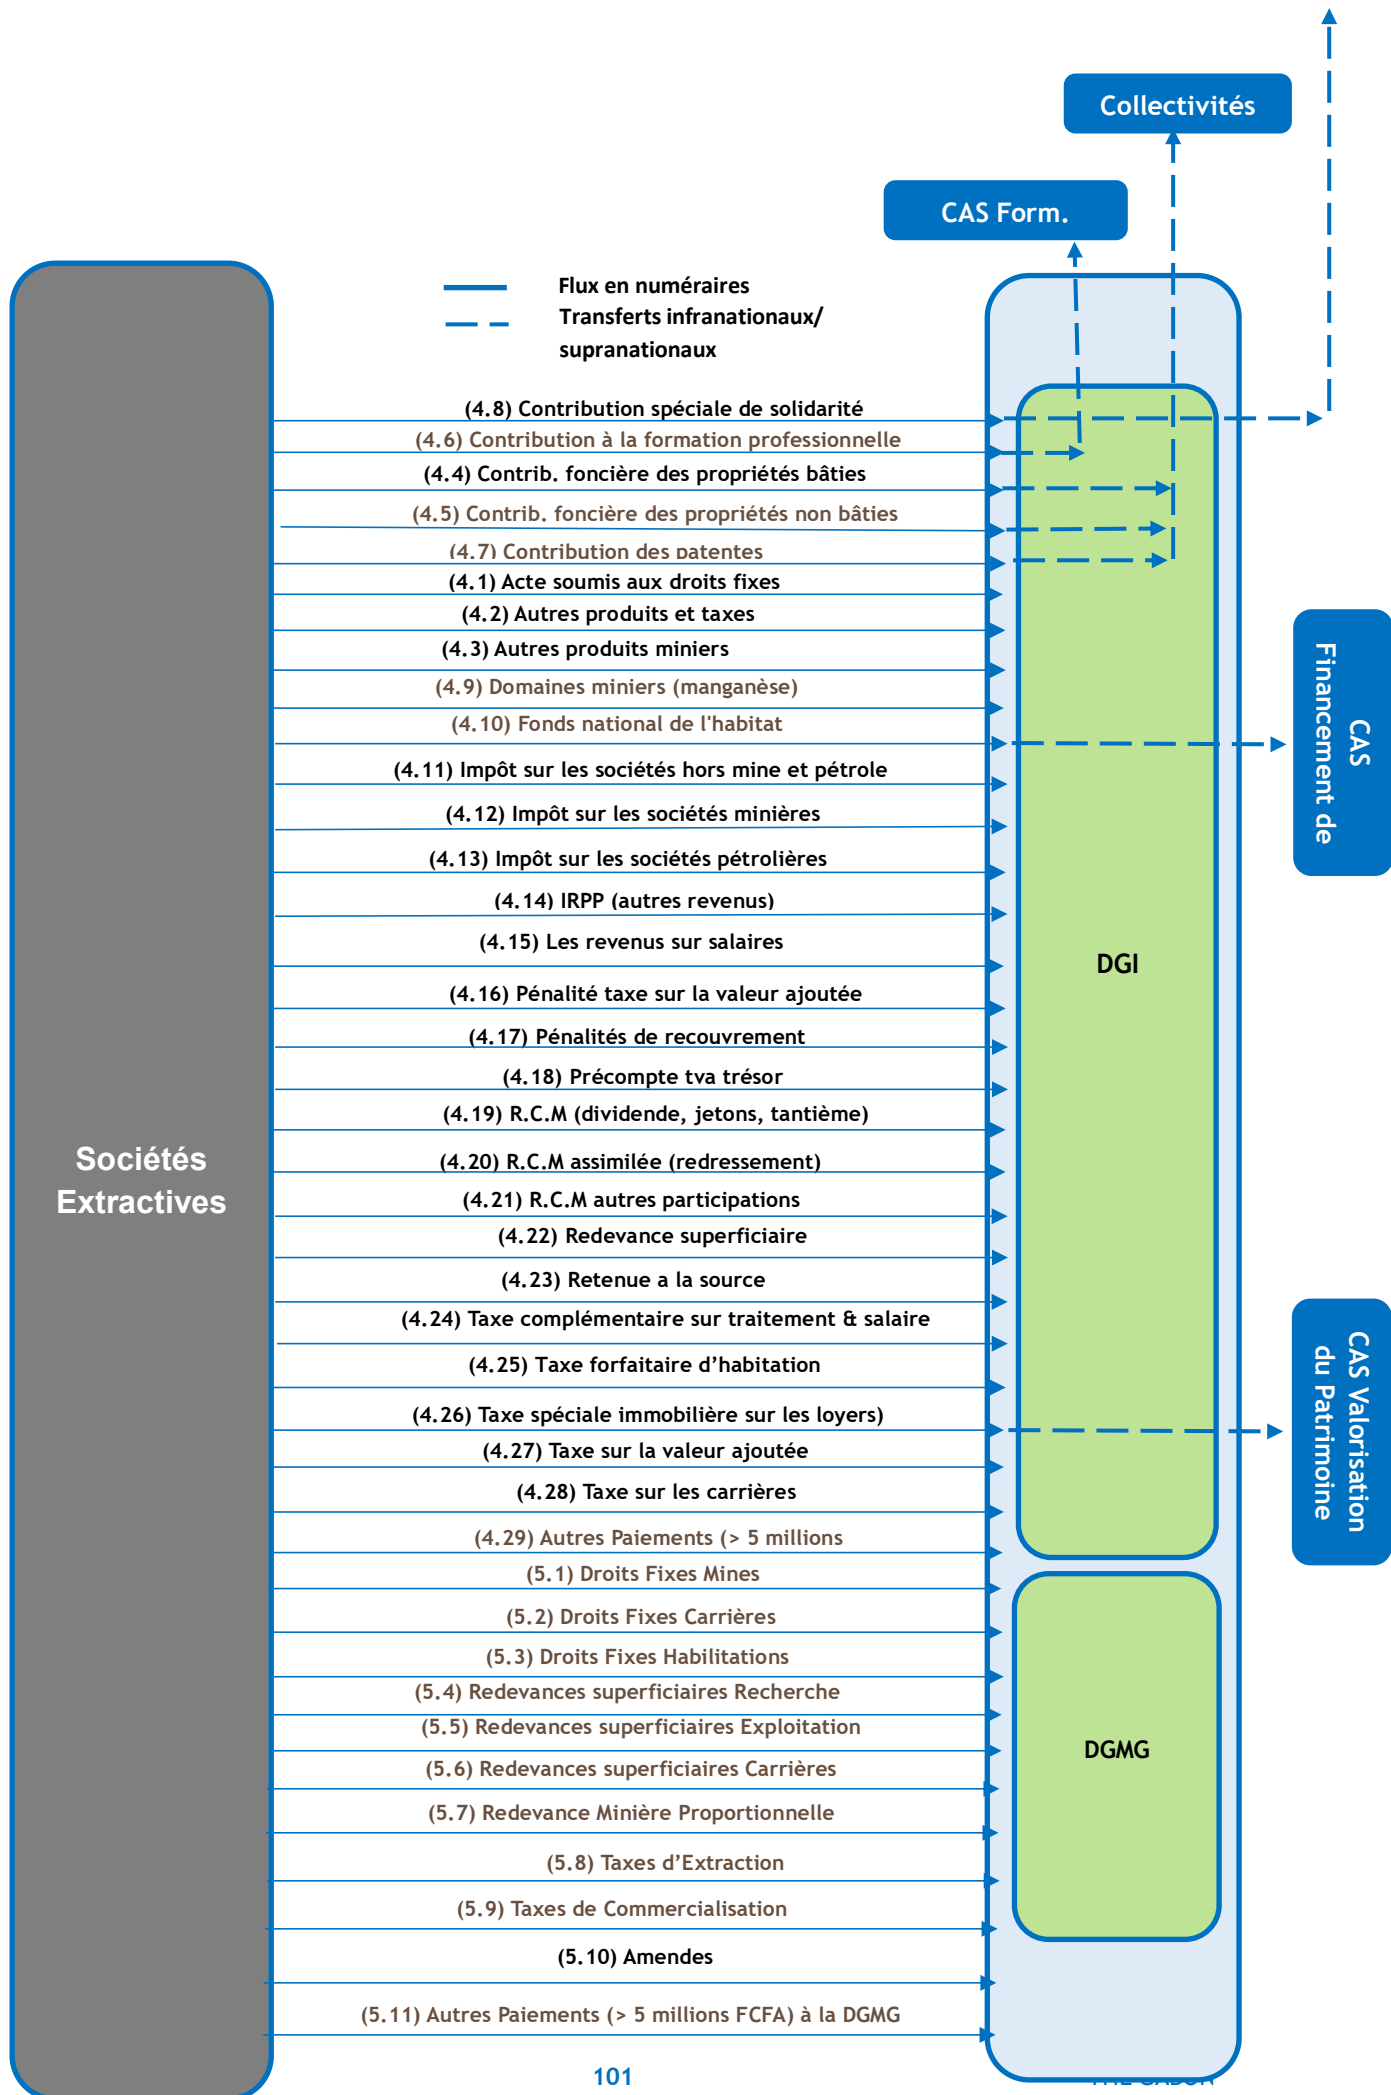 Collectivités
CAS Form.
Flux en numéraires
Transferts infranationaux/
supranationaux
(4.8) Contribution spéciale de solidarité
(4.6) Contribution à la formation professionnelle
(4.4) Contrib. foncière des propriétés bâties
(4.5) Contrib. foncière des propriétés non bâties
(4.7) Contribution des patentes
(4.1) Acte soumis aux droits fixes
(4.2) Autres produits et taxes
(4.3) Autres produits miniers
(4.9) Domaines miniers (manganèse)
(4.10) Fonds national de l'habitat
CAS
Financement de
(4.11) Impôt sur les sociétés hors mine et pétrole
(4.12) Impôt sur les sociétés minières
(4.13) Impôt sur les sociétés pétrolières
(4.14) IRPP (autres revenus)
(4.15) Les revenus sur salaires
DGI
(4.16) Pénalité taxe sur la valeur ajoutée
(4.17) Pénalités de recouvrement
(4.18) Précompte tva trésor
(4.19) R.C.M (dividende, jetons, tantième)
Sociétés
Extractives
(4.20) R.C.M assimilée (redressement)
(4.21) R.C.M autres participations
(4.22) Redevance superficiaire
(4.23) Retenue a la source
(4.24) Taxe complémentaire sur traitement & salaire
(4.25) Taxe forfaitaire d’habitation
(4.26) Taxe spéciale immobilière sur les loyers)
CAS Valorisation
du Patrimoine
(4.27) Taxe sur la valeur ajoutée
(4.28) Taxe sur les carrières
(4.29) Autres Paiements (> 5 millions
(5.1) Droits Fixes Mines
(5.2) Droits Fixes Carrières
(5.3) Droits Fixes Habilitations
(5.4) Redevances superficiaires Recherche
(5.5) Redevances superficiaires Exploitation
DGMG
(5.6) Redevances superficiaires Carrières
(5.7) Redevance Minière Proportionnelle
(5.8) Taxes d’Extraction
(5.9) Taxes de Commercialisation
(5.10) Amendes
(5.11) Autres Paiements (> 5 millions FCFA) à la DGMG
101